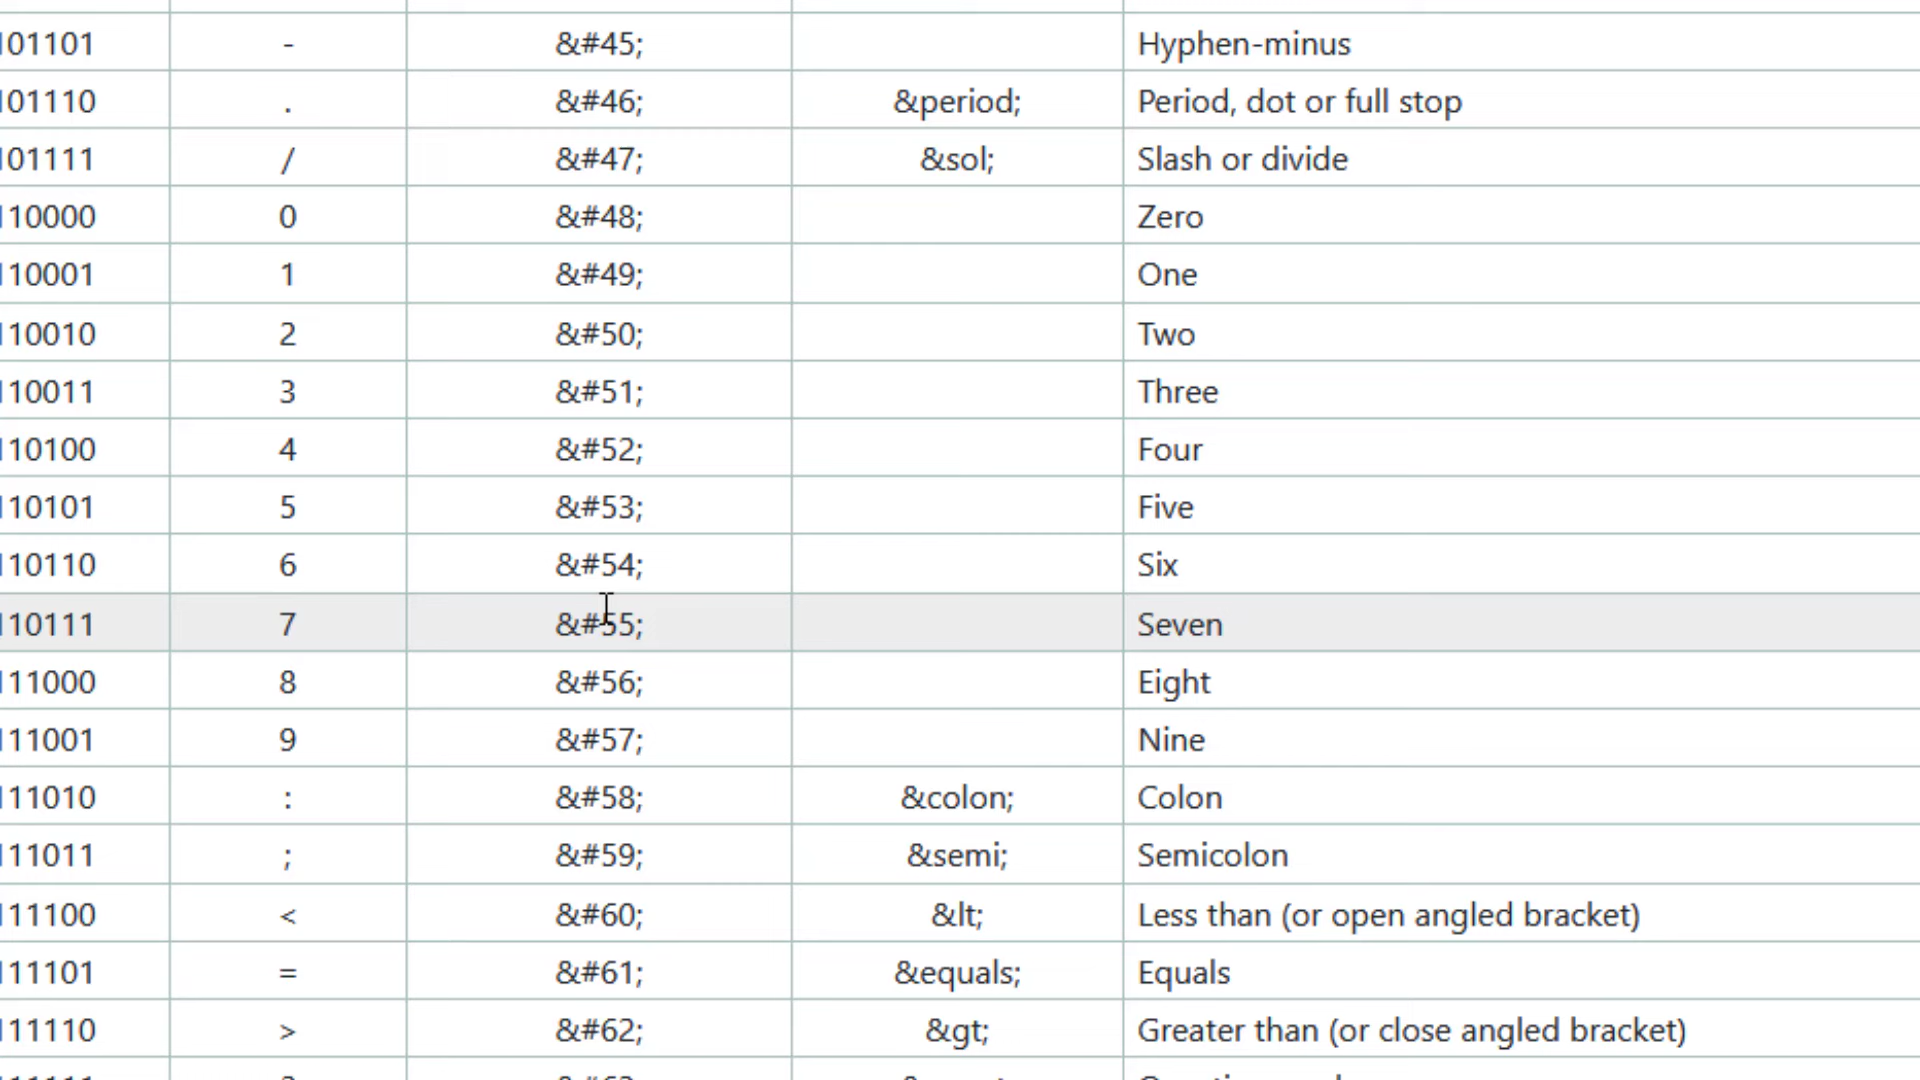 101101 - &#45; Hyphen-minus
101110 . &#46; &period; Period, dot or full stop
101111 / &#47; &sol; Slash or divide
110000 0 &#48; Zero
110001 1 &#49; One
110010 2 &#50; Two
110011 3 &#51; Three
110100 4 &#52; Four
110101 5 &#53; Five
110110 6 &#54; Six
110111 7 &#55; Seven
111000 8 &#56; Eight
111001 9 &#57; Nine
111010 : &#58; &colon; Colon
111011 ; &#59; &semi; Semicolon
111100 < &#60; &lt; Less than (or open angled bracket)
111101 = &#61; &equals; Equals
111110 > &#62; &gt; Greater than (or close angled bracket)